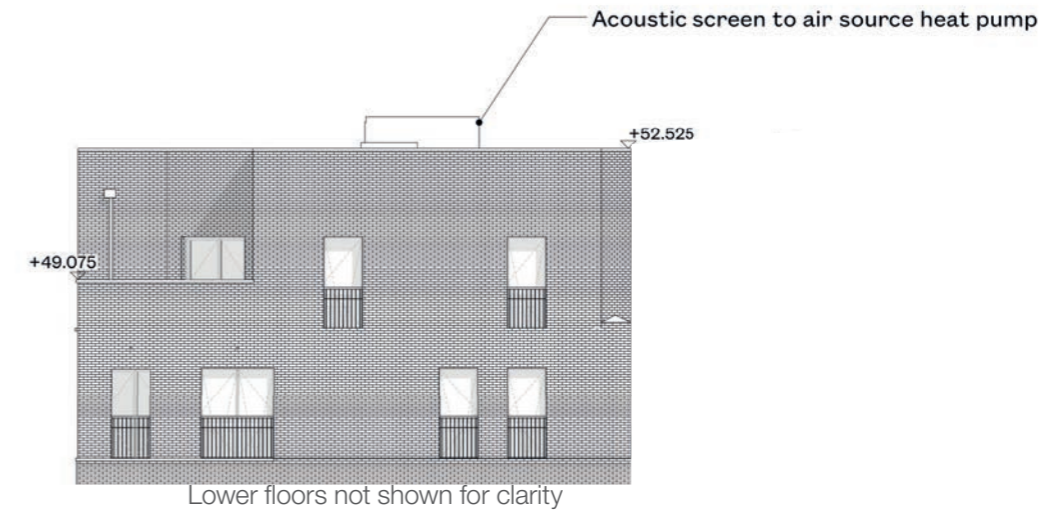 Acoustic screen to air source heat pump
+52.525
+49.075
Lower floors not shown for clarity